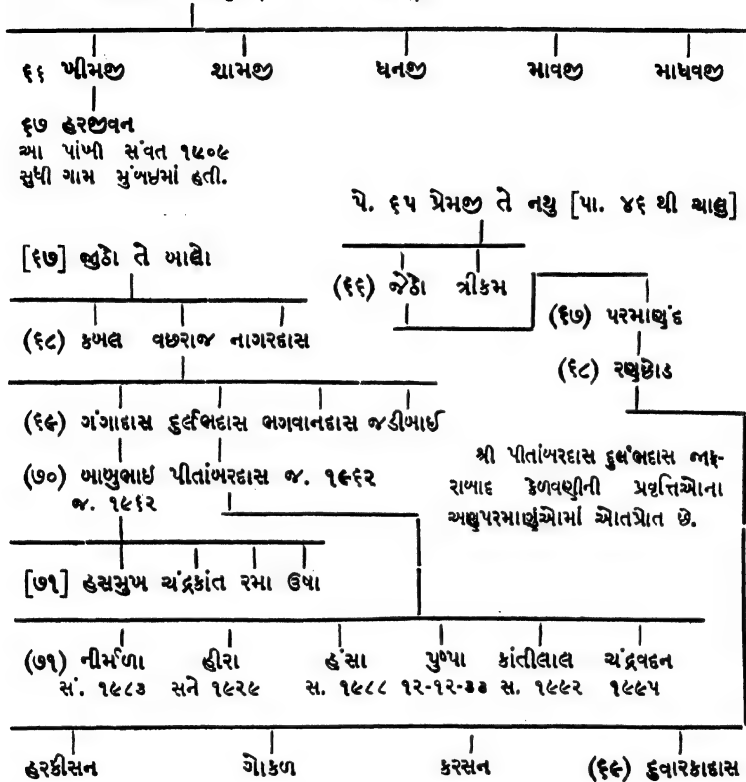 ૬૬ ખીમજી શામજી ધનજી માવજી માધવજી
૬૭ હરજીવન
આ પાંખી સંવત ૧૯૦૯
સુધી ગામ મુંબઇમાં હતી.
પે. ૬૫ પ્રેમજી તે નથુ [પા. ૪૬ થી ચાલુ]
[૬૭] જીઠો તે બાલો
(૬૬) જેઠો ત્રીકમ
(૬૭) પરમાણંદ
(૬૮) કબલ વછરાજ નાગરદાસ
(૬૮) રણછોડ
(૬૯) ગંગાદાસ દુર્લભદાસ ભગવાનદાસ જડીબાઈ
(૭૦) બાબુભાઈ પીતાંબરદાસ જ. ૧૯૬૨
જ. ૧૯૬૨
શ્રી પીતાંબરદાસ દુર્લભદાસ જાફ-
રાબાદ કેળવણીની પ્રવૃત્તિઓના
અણુપરમાણુંઓમાં ઓતપ્રોત છે.
[૭૧] હસમુખ ચંદ્રકાંત રમા ઉષા
(૭૧) નીર્મળા હીરા હંસા પુષ્પા કાંતીલાલ ચંદ્રવદન
સં. ૧૯૮૩ સને ૧૯૨૯ સ. ૧૯૮૮ ૧૨-૧૨-૩૩ સ. ૧૯૯૨ ૧૯૯૫
હરકીસન ગોકળ કરસન (૬૯) દુવારકાદાસ